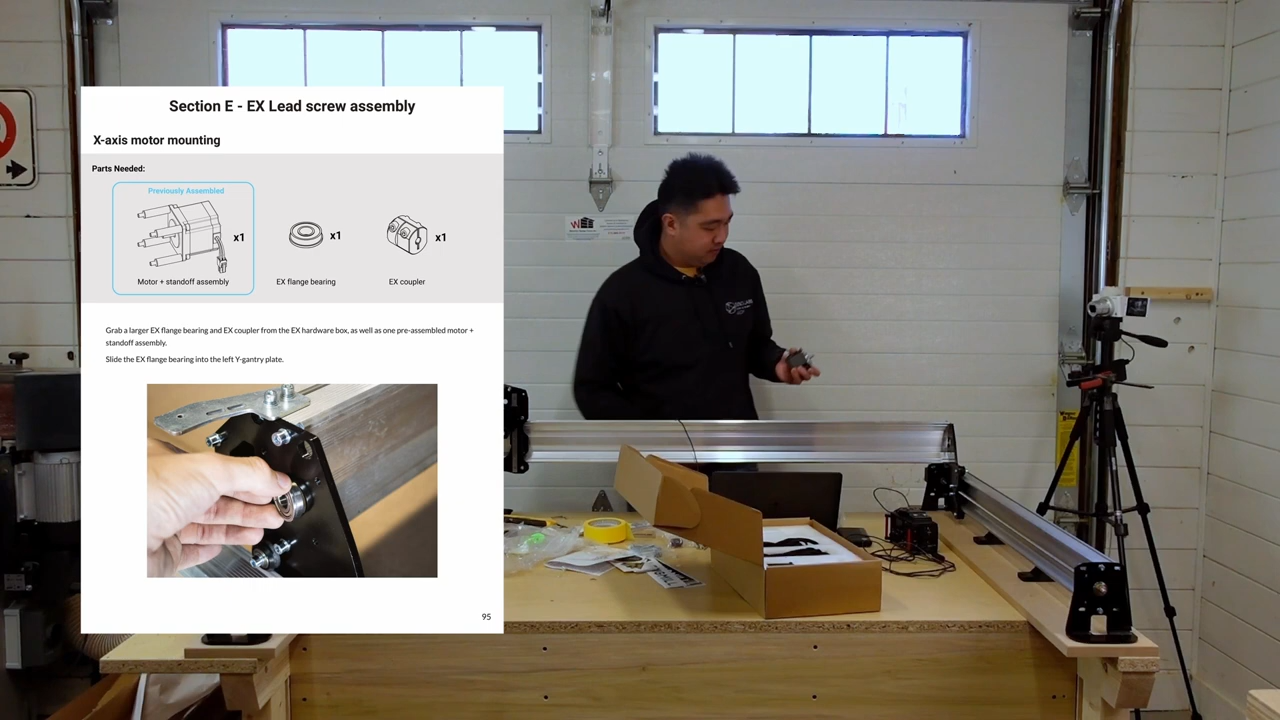 Section E - EX Lead screw assembly
X-axis motor mounting
Parts Needed:
Previously Assembled
x1
x1
x1
Motor + standoff assembly
EX flange bearing
EX coupler
Grab a larger EX flange bearing and EX coupler from the EX hardware box, as well as one pre-assembled motor +
standoff assembly.
Slide the EX flange bearing into the left Y-gantry plate.
95